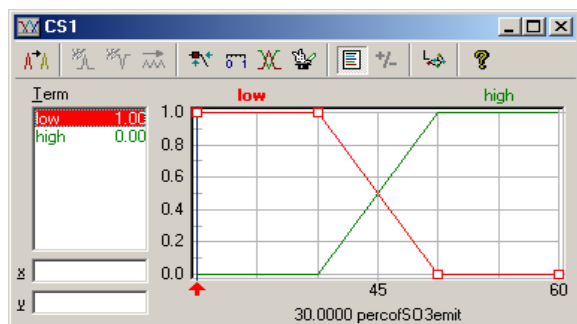 CS1
+/-
?
Term
low 1.00
high 0.00
x
y
low high
1.0
0.8
0.6
0.4
0.2
0.0
45 60
30.0000 percofSO3emit